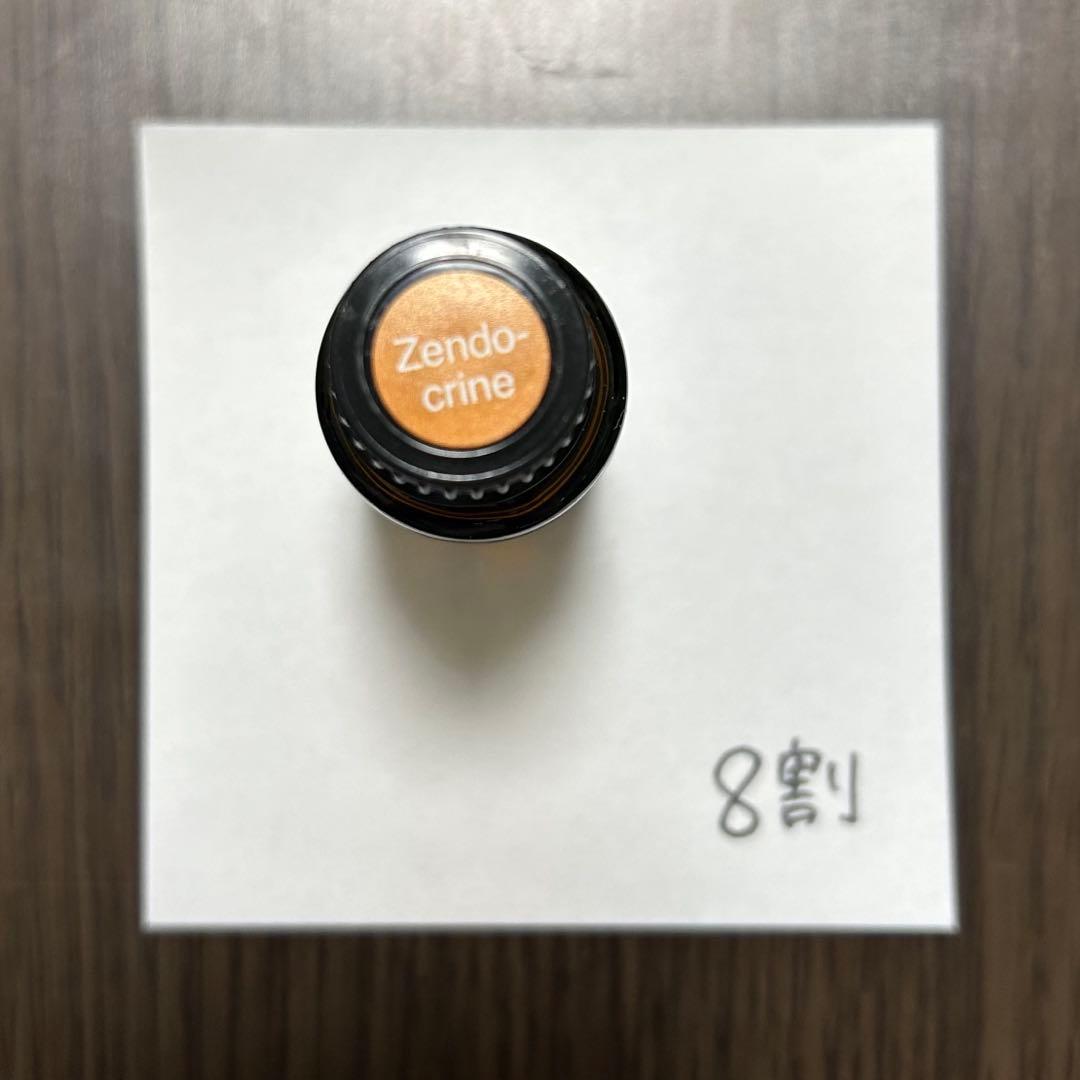 Zendo-
crine
8割